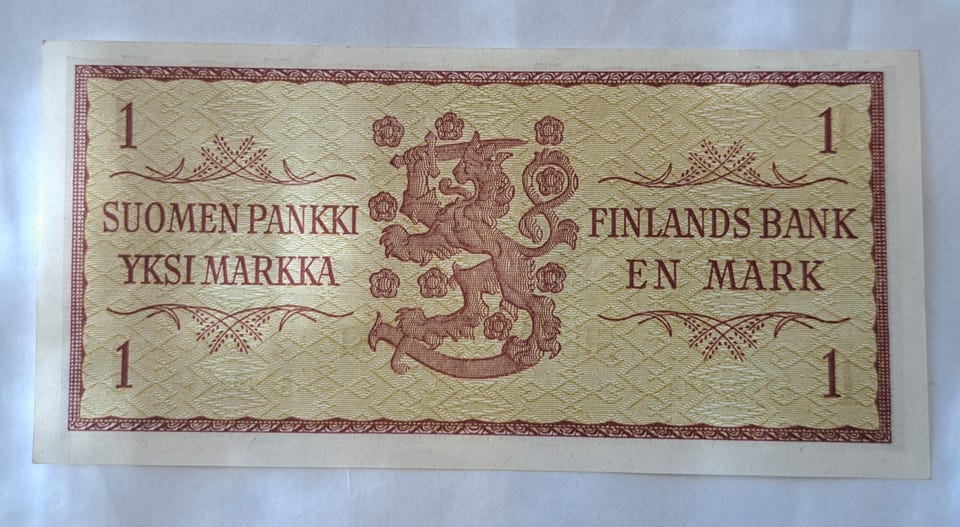 1
1
SUOMEN PANKKI
YKSI MARKKA
FINLANDS BANK
EN MARK
1
1